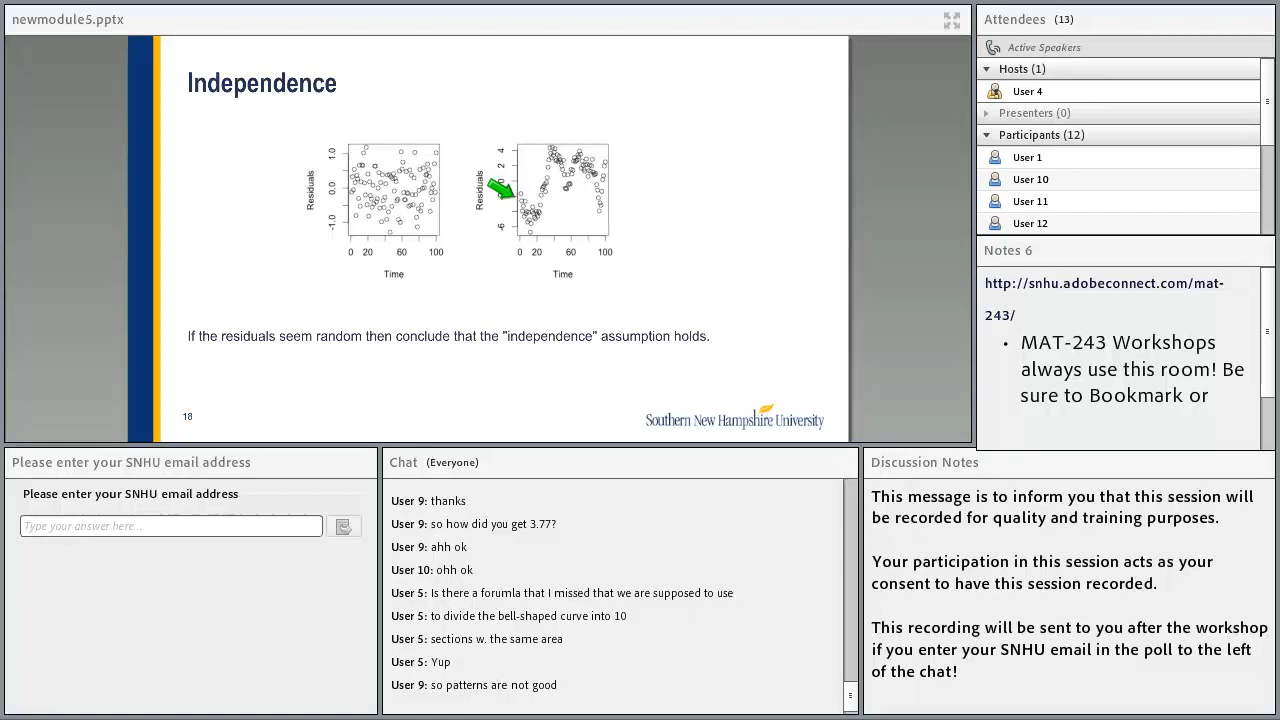 newmodule5.pptx
Independence
Residuals
1.0
0.0
-1.0
0 20 60 100
Time
Residuals
4
2
0
-6
0 20 60 100
Time
If the residuals seem random then conclude that the "independence" assumption holds.
18
Southern New Hampshire University
Attendees (13)
Active Speakers
Hosts (1)
User 4
Presenters (0)
Participants (12)
User 1
User 10
User 11
User 12
Notes 6
http://snhu.adobeconnect.com/mat-
243/
• MAT-243 Workshops
always use this room! Be
sure to Bookmark or
Please enter your SNHU email address
Please enter your SNHU email address
Type your answer here...
Chat (Everyone)
User 9: thanks
User 9: so how did you get 3.77?
User 9: ahh ok
User 10: ohh ok
User 5: Is there a forumla that I missed that we are supposed to use
User 5: to divide the bell-shaped curve into 10
User 5: sections w. the same area
User 5: Yup
User 9: so patterns are not good
Discussion Notes
This message is to inform you that this session will
be recorded for quality and training purposes.
Your participation in this session acts as your
consent to have this session recorded.
This recording will be sent to you after the workshop
if you enter your SNHU email in the poll to the left
of the chat!